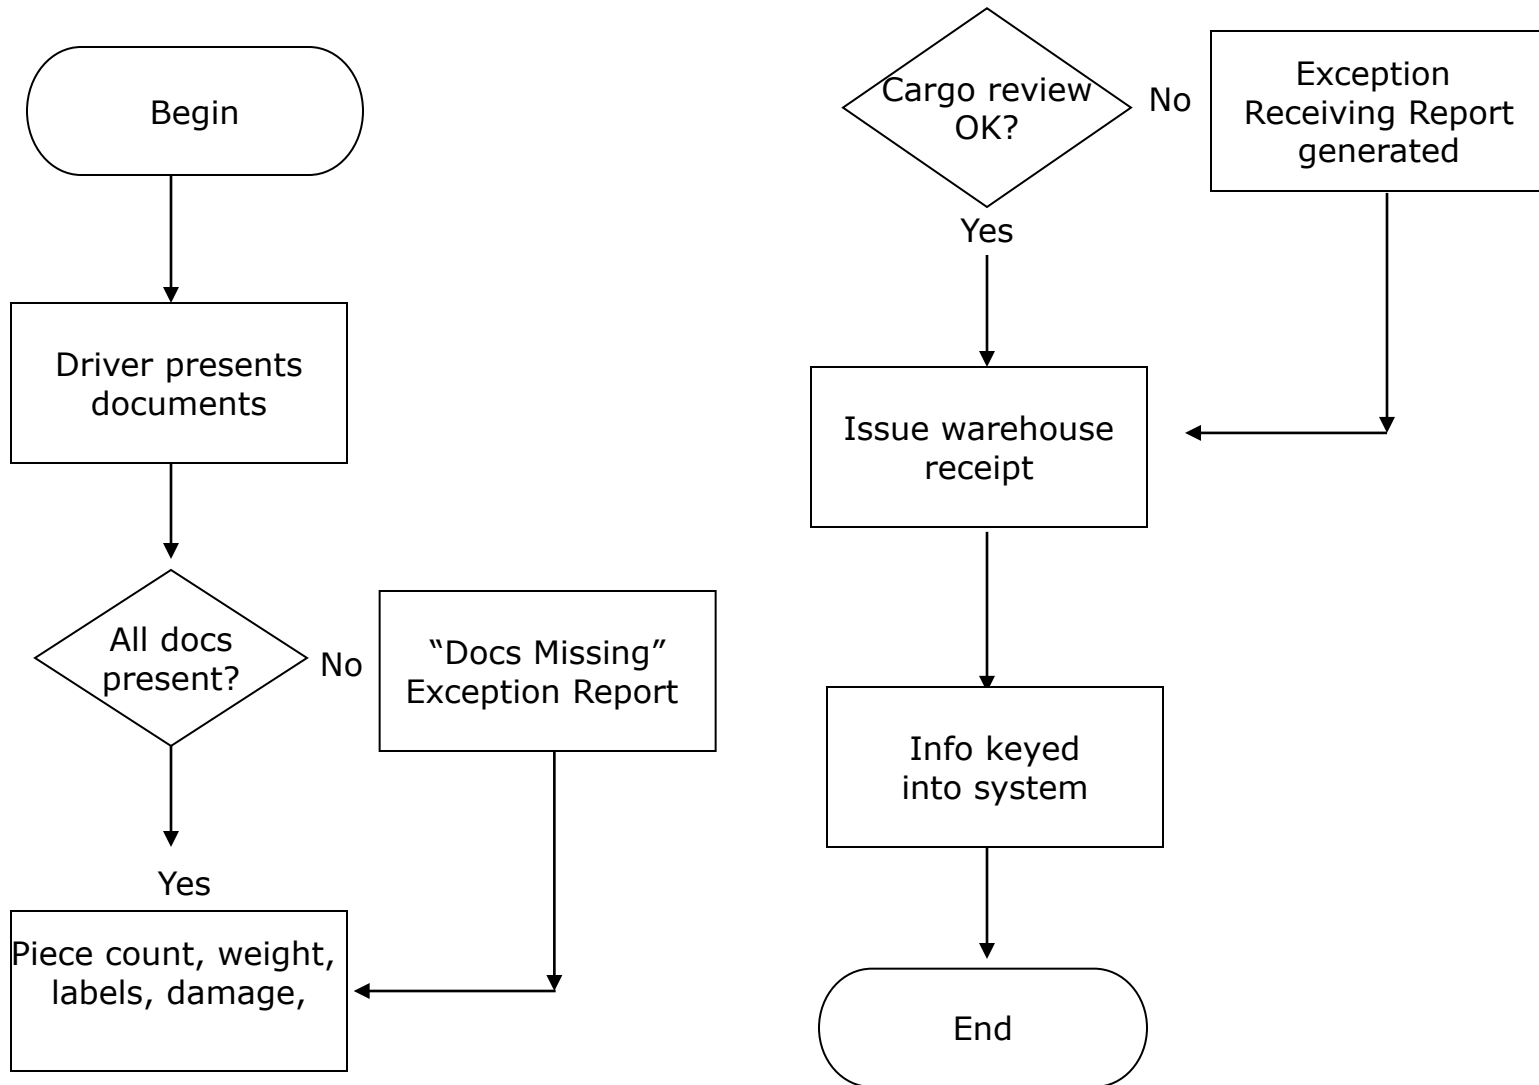 Begin
Driver presents
documents
All docs
present?
No
“Docs Missing”
Exception Report
Yes
Piece count, weight,
labels, damage,
Cargo review
OK?
No
Exception
Receiving Report
generated
Yes
Issue warehouse
receipt
Info keyed
into system
End